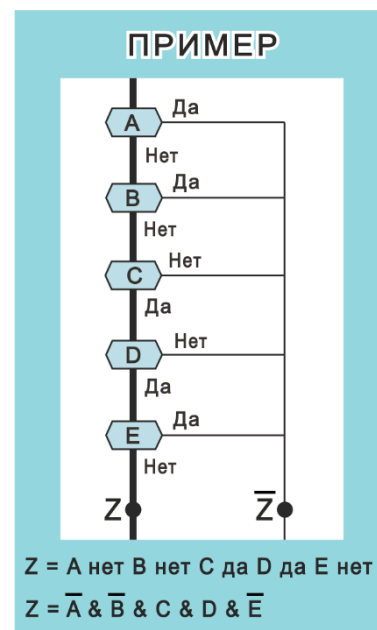 ПРИМЕР
A Да
Нет
B Да
Нет
C Нет
Да
D Нет
Да
E Да
Нет
Z Z̅
Z = A нет B нет C да D да E нет
Z = A̅ & B̅ & C & D & E̅